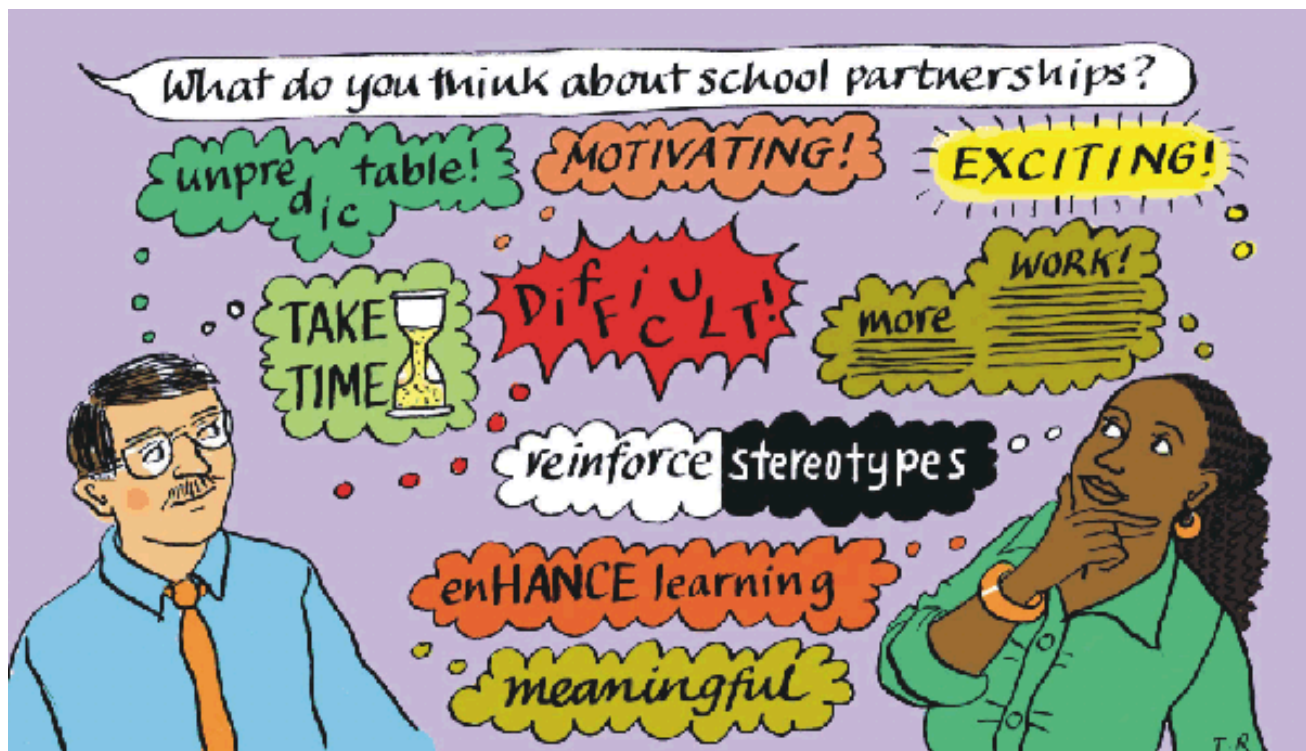 What do you think about school partnerships?
unpredictable!
MOTIVATING!
EXCITING!
TAKE
TIME
DiffiCULT!
more
WORK!
reinforce stereotypes
enHANCE learning
meaningful
T.R